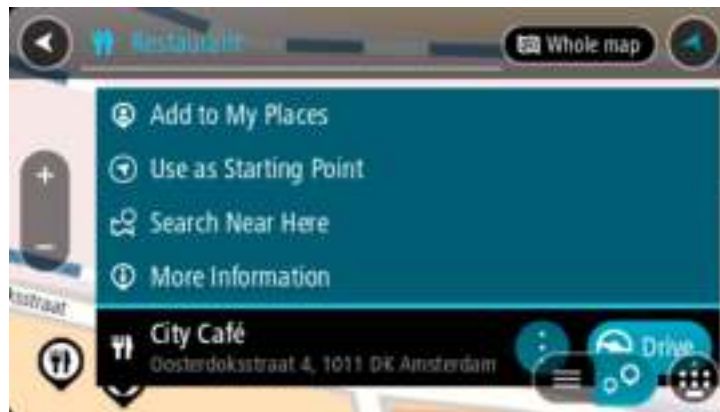 Restaurant
Whole map
Add to My Places
Use as Starting Point
Search Near Here
More Information
City Café
Drive
Oosterdoksstraat 4, 1011 DK Amsterdam